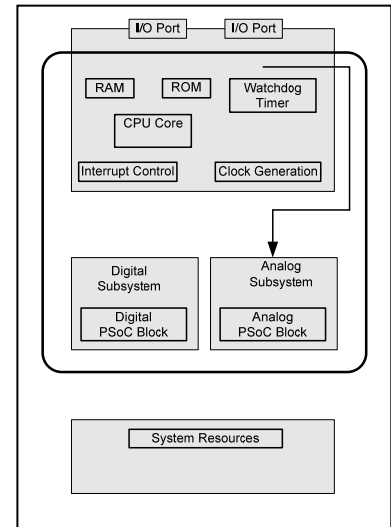 I/O Port I/O Port
RAM ROM Watchdog
Timer
CPU Core
Interrupt Control Clock Generation
Digital
Subsystem
Analog
Subsystem
Digital
PSoC Block
Analog
PSoC Block
System Resources